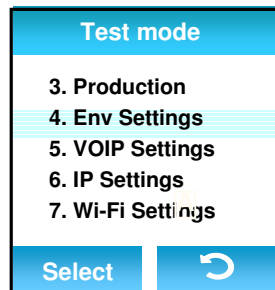 Test mode
3. Production
4. Env Settings
5. VOIP Settings
6. IP Settings
7. Wi-Fi Settings
Select